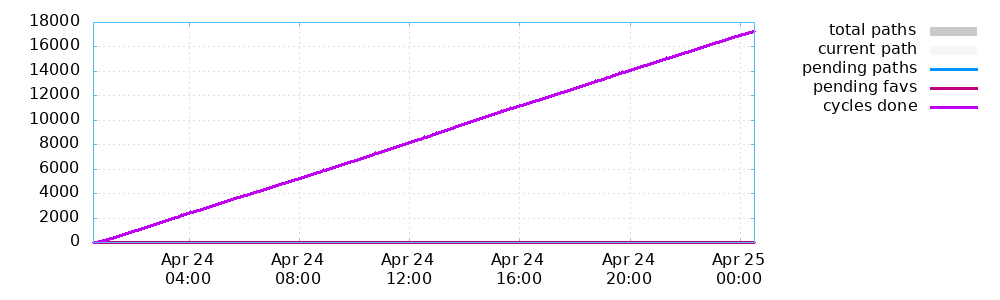 18000
16000
14000
12000
10000
8000
6000
4000
2000
0
Apr 24
04:00
Apr 24
08:00
Apr 24
12:00
Apr 24
16:00
Apr 24
20:00
Apr 25
00:00
total paths
current path
pending paths
pending favs
cycles done